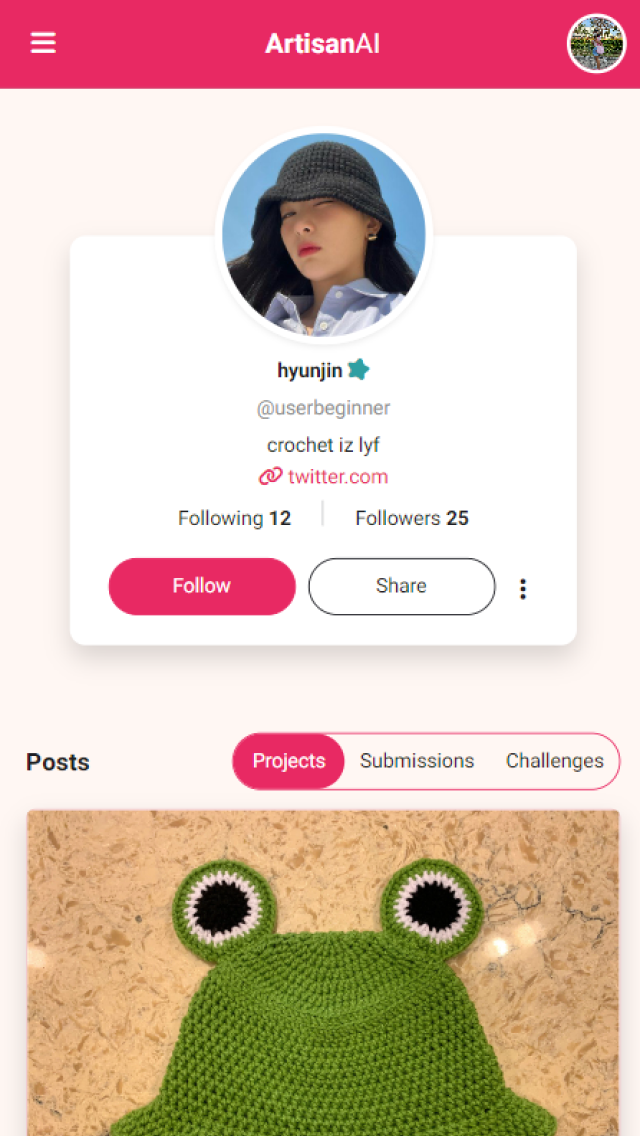 ArtisanAI
hyunjin
@userbeginner
crochet iz lyf
twitter.com
Following 12 Followers 25
Follow Share
Posts Projects Submissions Challenges